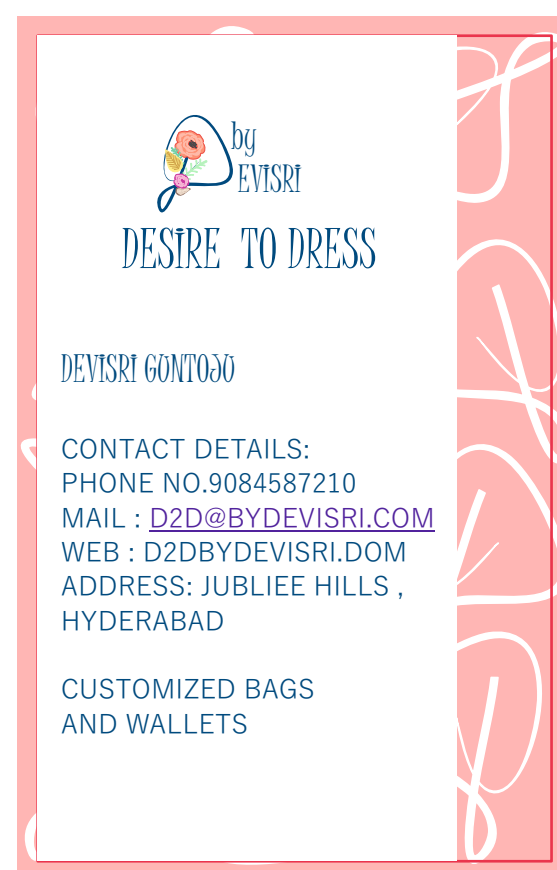 by
EVISRI
DESIRE TO DRESS
DEVISRI GUNTOJU
CONTACT DETAILS:
PHONE NO.9084587210
MAIL : D2D@BYDEVISRI.COM
WEB : D2DBYDEVISRI.DOM
ADDRESS: JUBLIEE HILLS ,
HYDERABAD
CUSTOMIZED BAGS
AND WALLETS